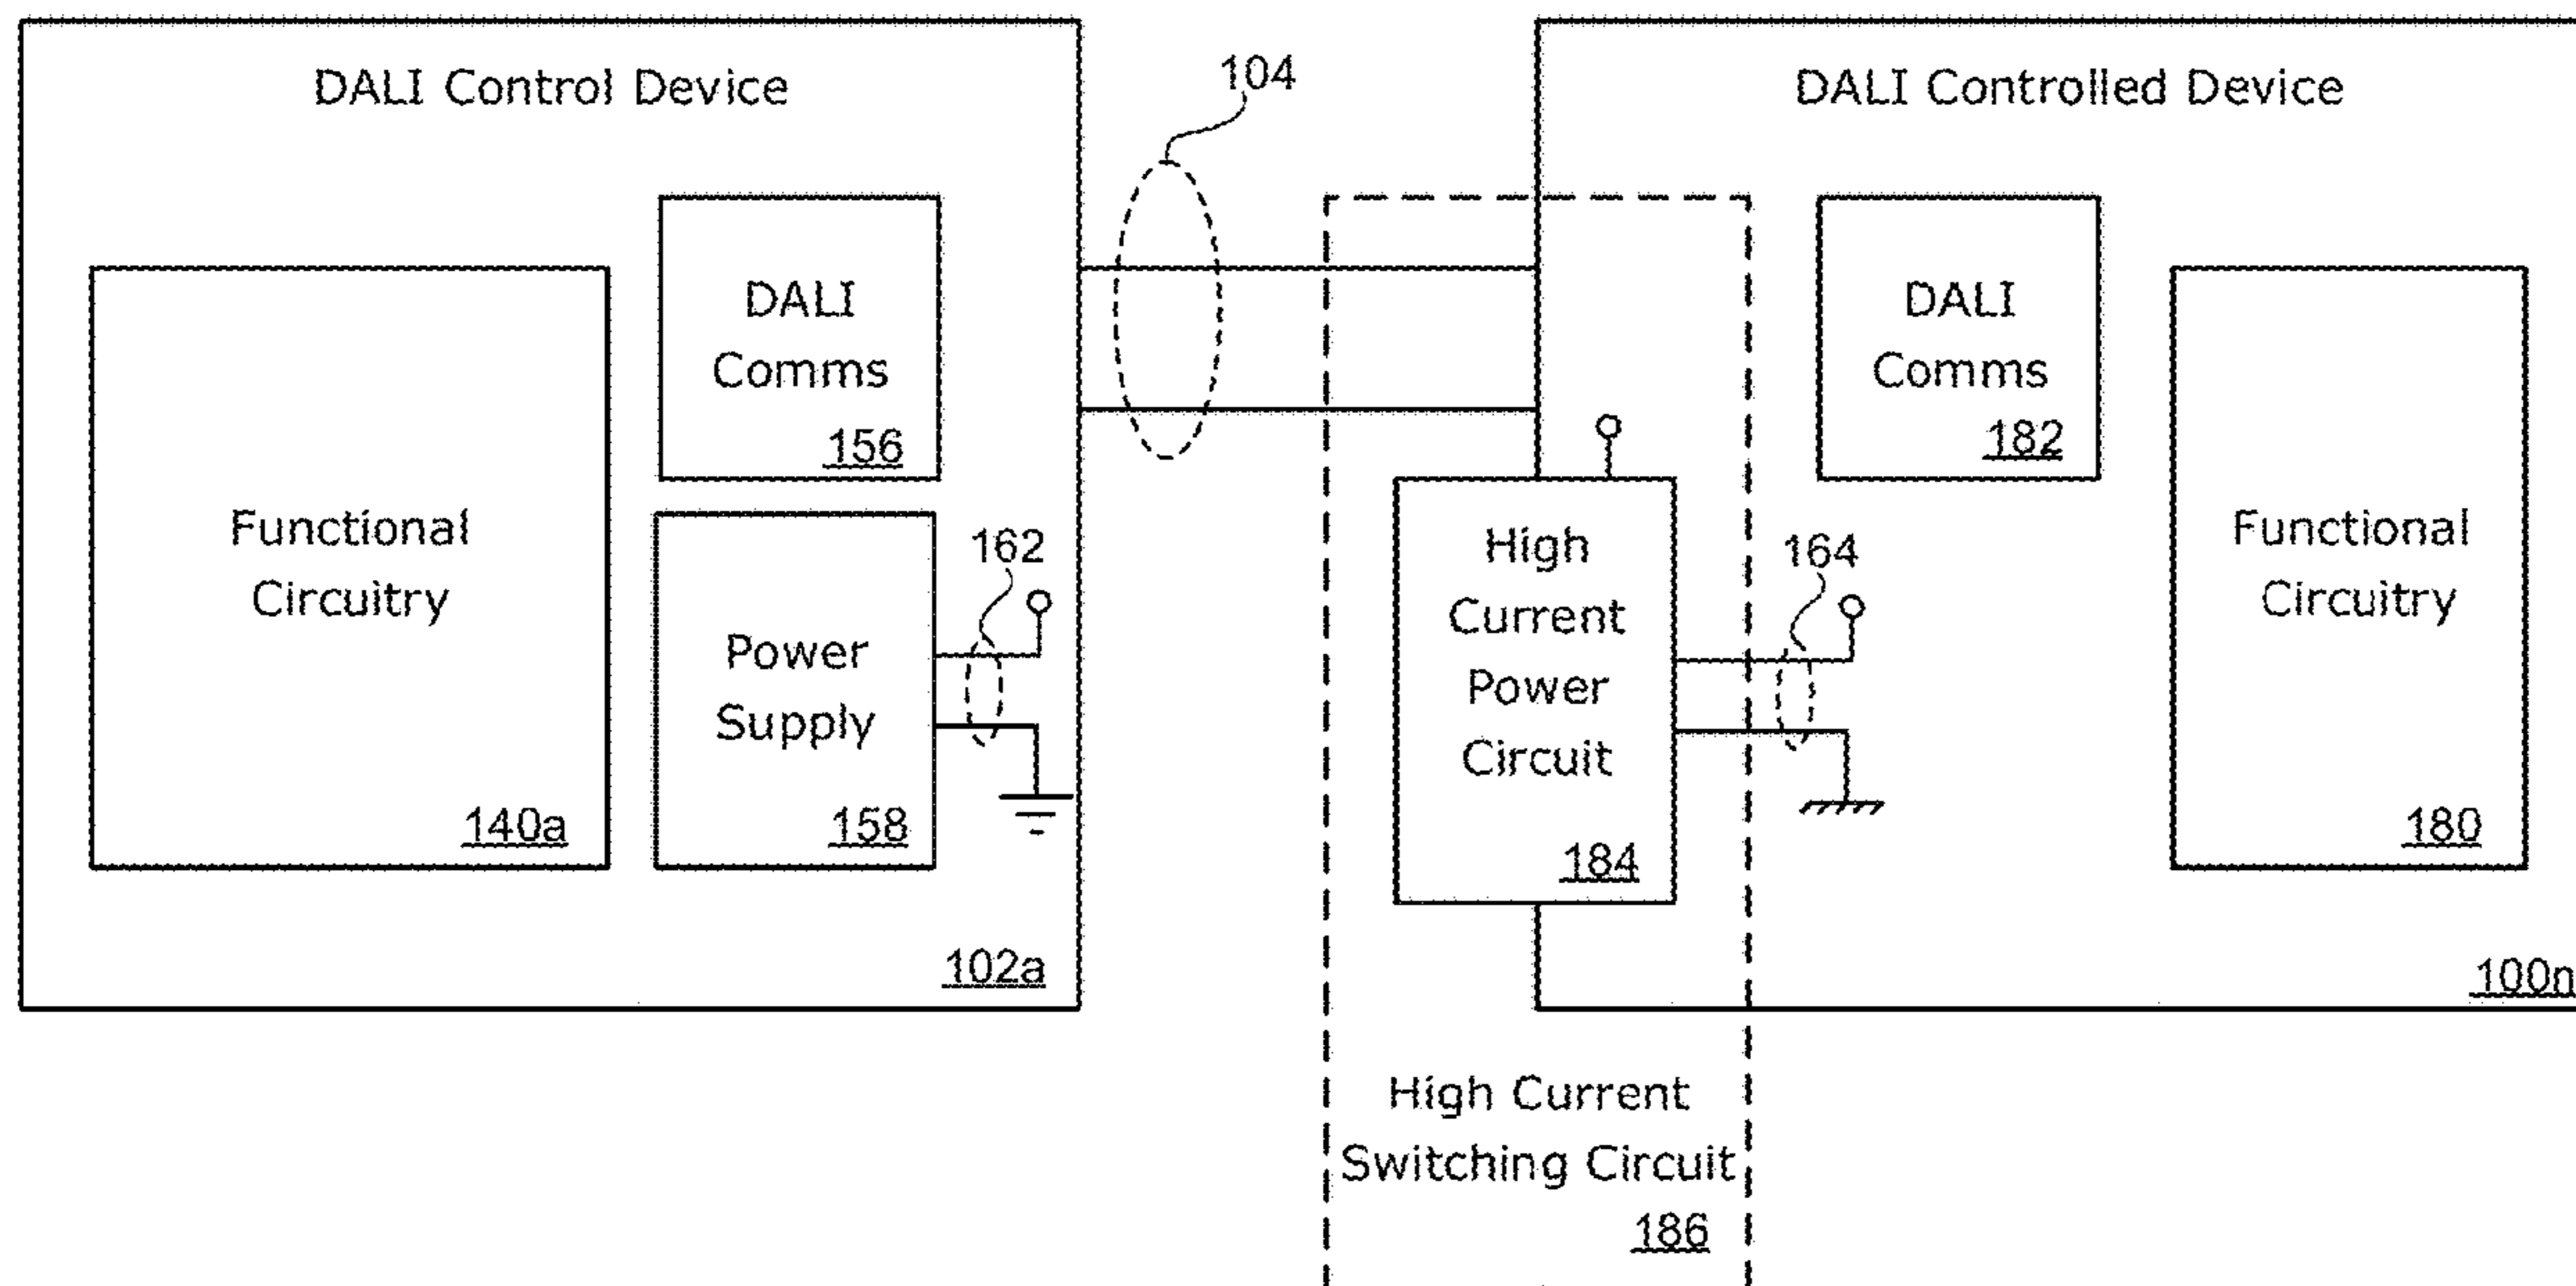 DALI Control Device
104
DALI Controlled Device
DALI
Comms
156
Functional
Circuitry
140a
Power
Supply
158
162
102a
High
Current
Power
Circuit
184
164
DALI
Comms
182
Functional
Circuitry
180
100n
High Current
Switching Circuit
186